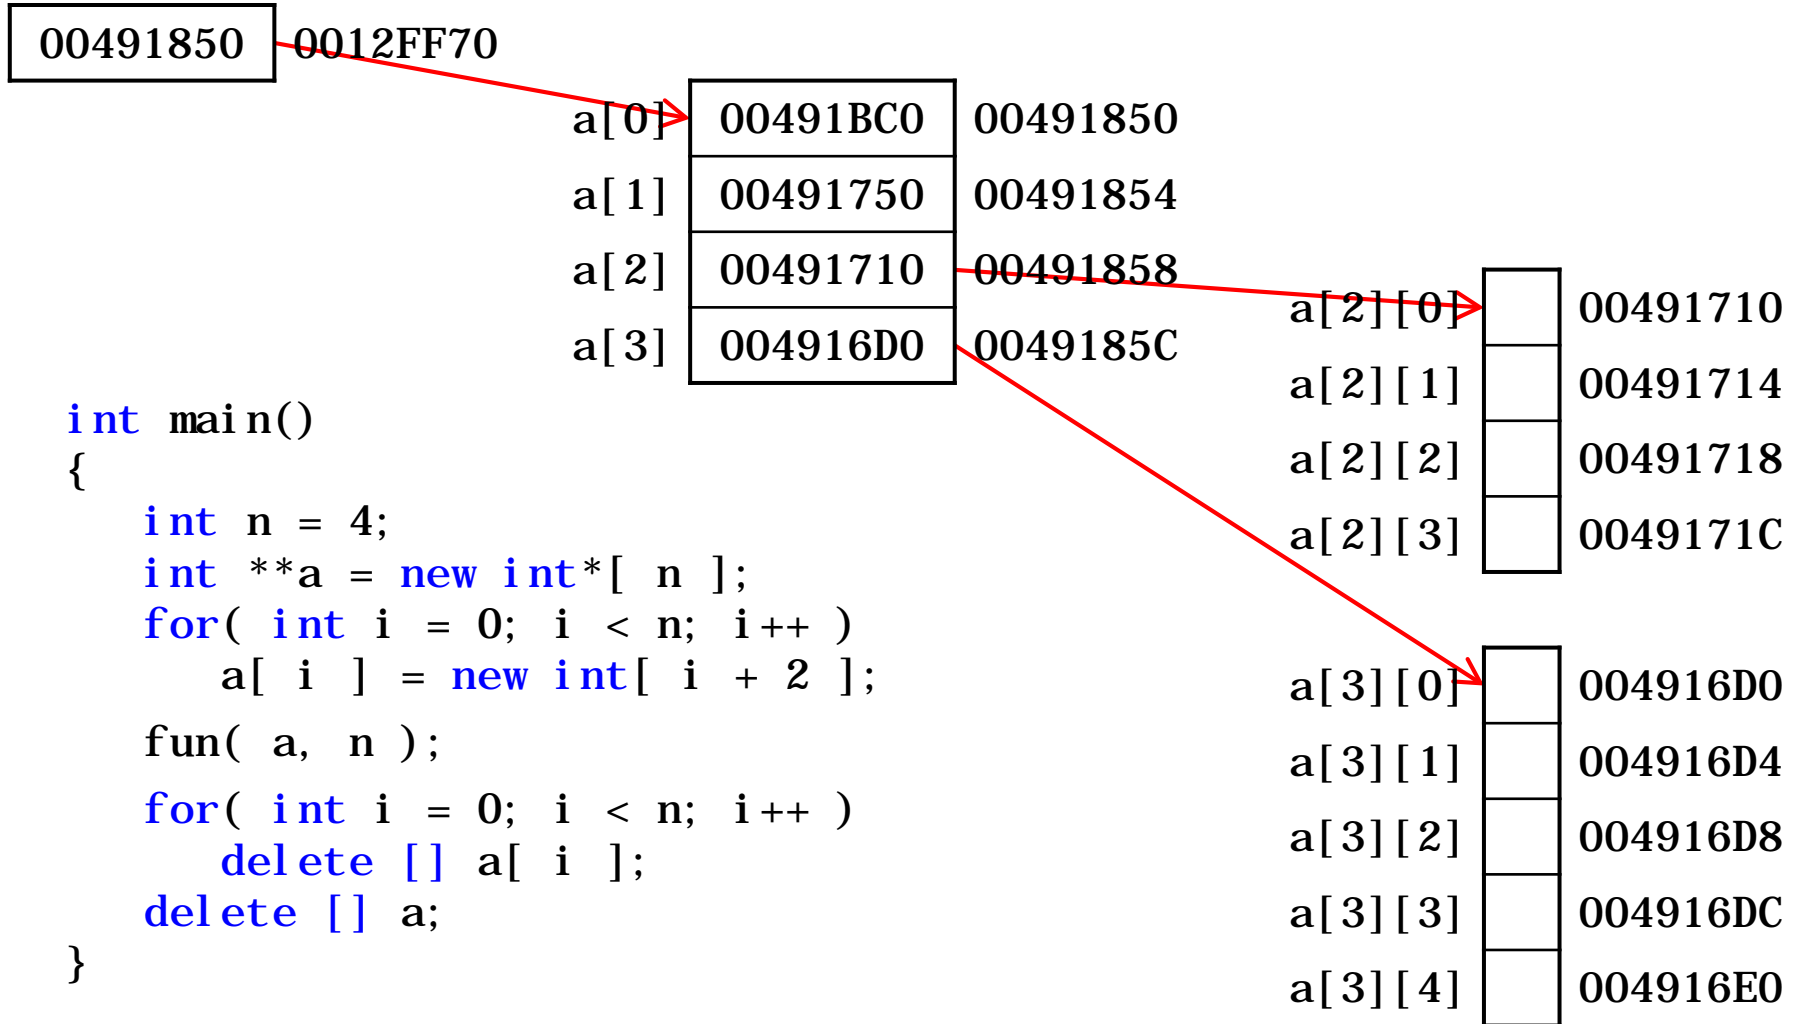 00491850 0012FF70
a[0] 00491BC0 00491850
a[1] 00491750 00491854
a[2] 00491710 00491858
a[3] 004916D0 0049185C
a[2][0] 00491710
a[2][1] 00491714
a[2][2] 00491718
a[2][3] 0049171C
a[3][0] 004916D0
a[3][1] 004916D4
a[3][2] 004916D8
a[3][3] 004916DC
a[3][4] 004916E0
int main()
{
int n = 4;
int **a = new int*[ n ];
for( int i = 0; i < n; i++ )
a[ i ] = new int[ i + 2 ];
fun( a, n );
for( int i = 0; i < n; i++ )
delete [] a[ i ];
delete [] a;
}